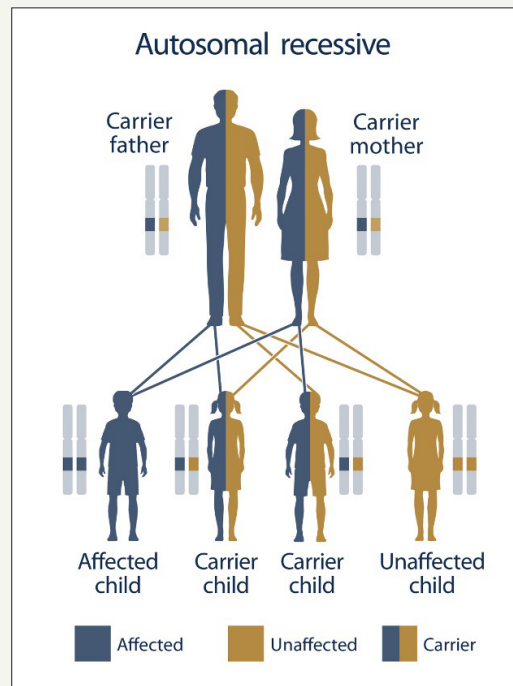 Autosomal recessive
Carrier
father
Carrier
mother
Affected
child
Carrier
child
Carrier
child
Unaffected
child
Affected
Unaffected
Carrier